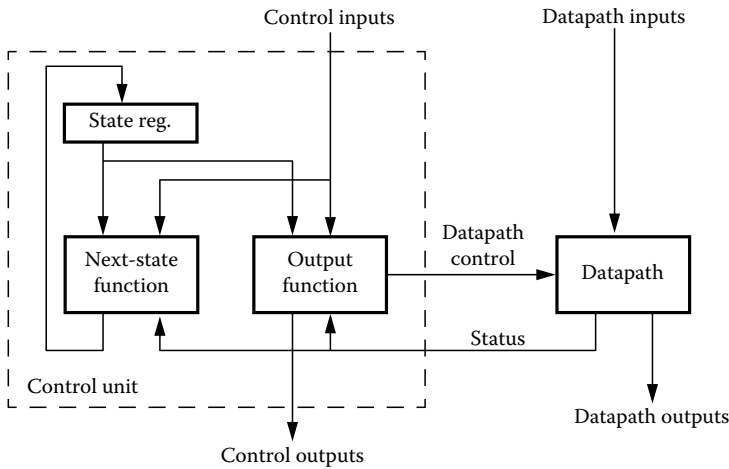 Control inputs
Datapath inputs
State reg.
Next-state
function
Output
function
Datapath
control
Datapath
Status
Control unit
Datapath outputs
Control outputs